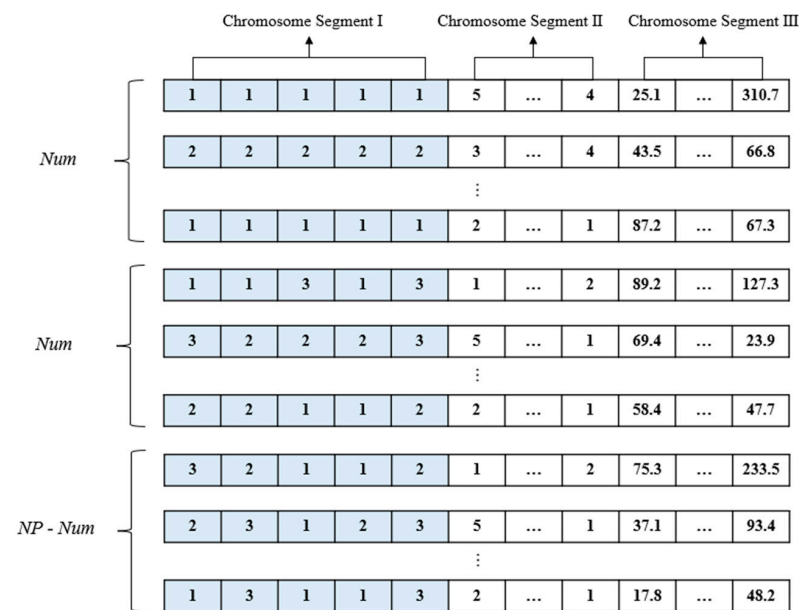 Chromosome Segment I Chromosome Segment II Chromosome Segment III
1 1 1 1 1 5 ... 4 25.1 ... 310.7
Num 2 2 2 2 2 3 ... 4 43.5 ... 66.8
⋮
1 1 1 1 1 2 ... 1 87.2 ... 67.3
1 1 3 1 3 1 ... 2 89.2 ... 127.3
Num 3 2 2 2 3 5 ... 1 69.4 ... 23.9
⋮
2 2 1 1 2 2 ... 1 58.4 ... 47.7
3 2 1 1 2 1 ... 2 75.3 ... 233.5
NP - Num 2 3 1 2 3 5 ... 1 37.1 ... 93.4
⋮
1 3 1 1 3 2 ... 1 17.8 ... 48.2